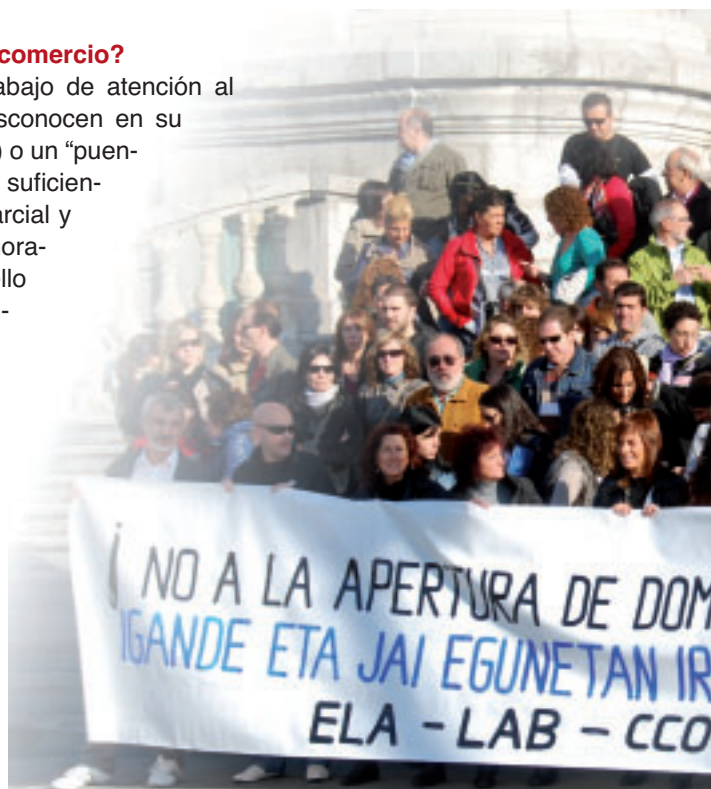 comercio?
abajo de atención al
sconocen en su
) o un “puen-
suficien-
arcial y
ora-
llo
-
¡ NO A LA APERTURA DE DOM
IGANDE ETA JAI EGUNETAN IR
ELA - LAB - CCO